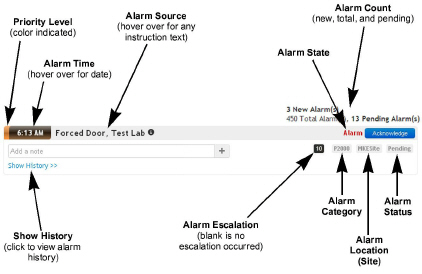 Priority Level
(color indicated)
Alarm Source
(hover over for any
instruction text)
Alarm Count
(new, total, and pending)
Alarm Time
(hover over for date)
Alarm State
3 New Alarm(s)
450 Total Alarm(s), 13 Pending Alarm(s)
6:13 AM
Forced Door, Test Lab
Alarm
Acknowledge
Add a note
+
10
P2000
MKESite
Pending
Show History >>
Show History
(click to view alarm
history)
Alarm Escalation
(blank is no
escalation occurred)
Alarm
Category
Alarm
Location
(Site)
Alarm
Status